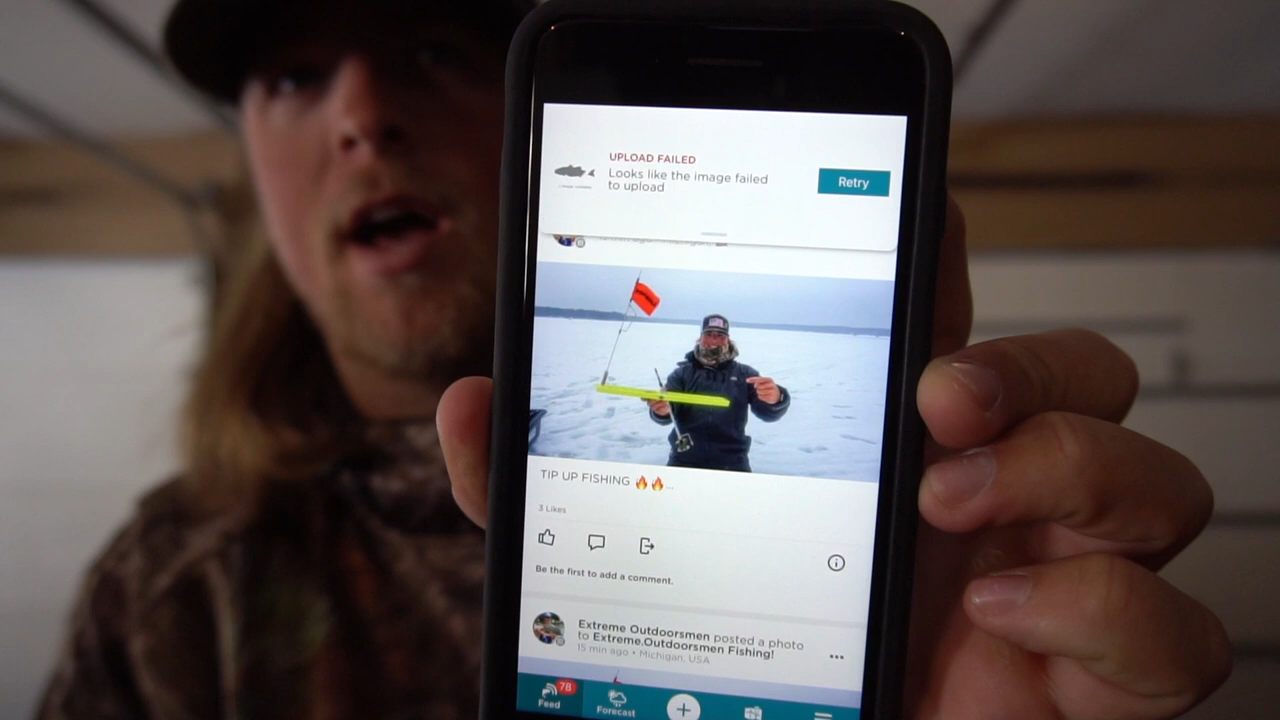 UPLOAD FAILED
Looks like the image failed
to upload
Retry
TIP UP FISHING 🔥🔥...
3 Likes
Be the first to add a comment.
Extreme Outdoorsmen posted a photo
to Extreme.Outdoorsmen Fishing!
15 min ago • Michigan, USA
78
Feed
Forecast